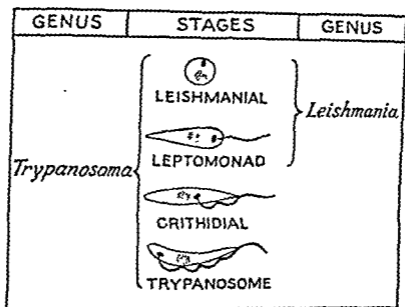 GENUS STAGES GENUS
LEISHMANIAL
Leishmania
LEPTOMONAD
Trypanosoma
CRITHIDIAL
TRYPANOSOME